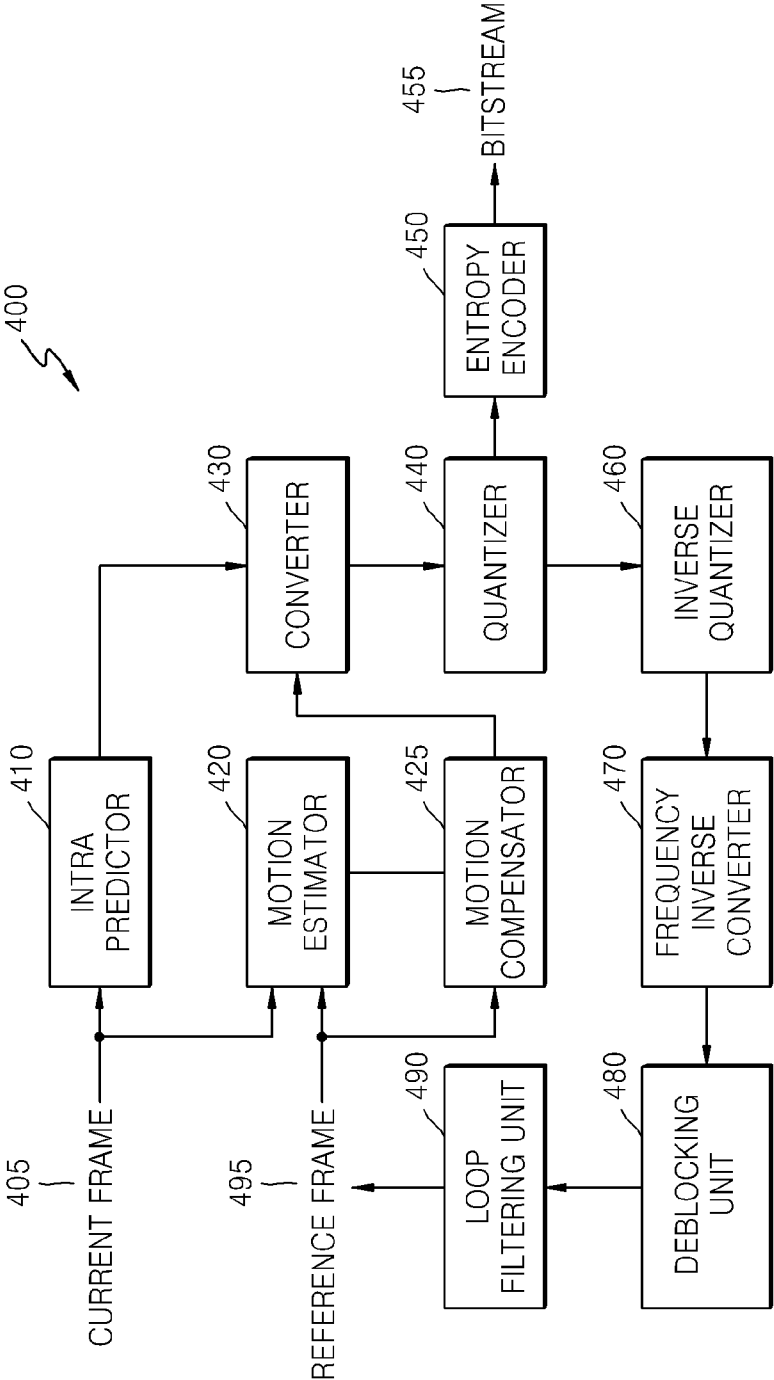 400
405
CURRENT FRAME
410
INTRA
PREDICTOR
495
REFERENCE FRAME
420
MOTION
ESTIMATOR
425
MOTION
COMPENSATOR
430
CONVERTER
440
QUANTIZER
450
ENTROPY
ENCODER
455
BITSTREAM
460
INVERSE
QUANTIZER
470
FREQUENCY
INVERSE
CONVERTER
480
DEBLOCKING
UNIT
490
LOOP
FILTERING UNIT